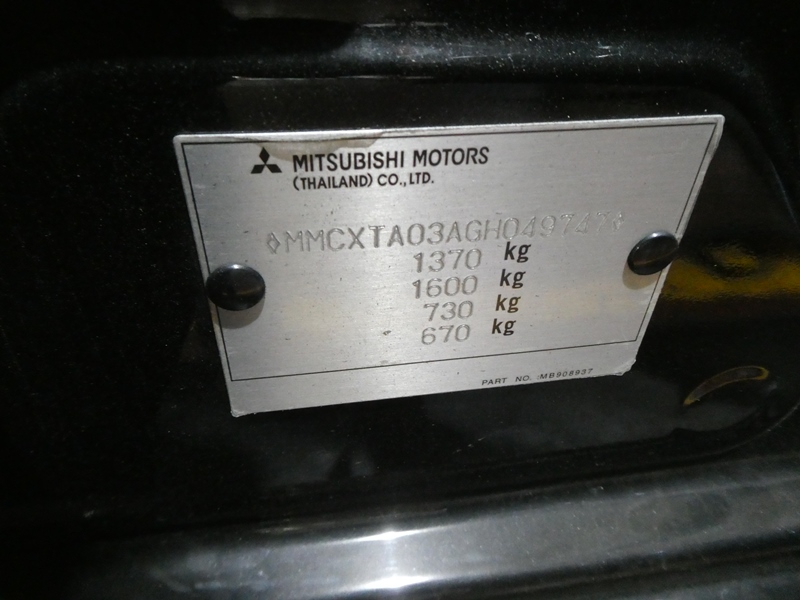 MITSUBISHI MOTORS
(THAILAND) CO.,LTD.
◊MMCXTA03AGH049747◊
1370 kg
1600 kg
730 kg
670 kg
PART NO. :MB908937